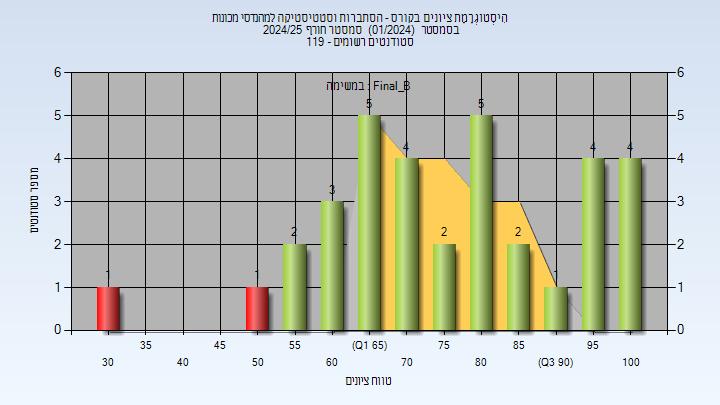 היסטוגרמת ציונים בקורס - הסתברות וסטטיסטיקה למהנדסי מכונות
בסמסטר (01/2024) סמסטר חורף 2024/25
סטודנטים רשומים - 119
במשימה : Final_B
מספר סטודנטים
6 6
5 5
4 4
3 3
2 2
1 1
0 0
1 1 2 3 5 4 2 5 2 1 4 4
35 45 55 (Q1 65) 75 85 95
30 40 50 60 70 80 (Q3 90) 100
טווח ציונים